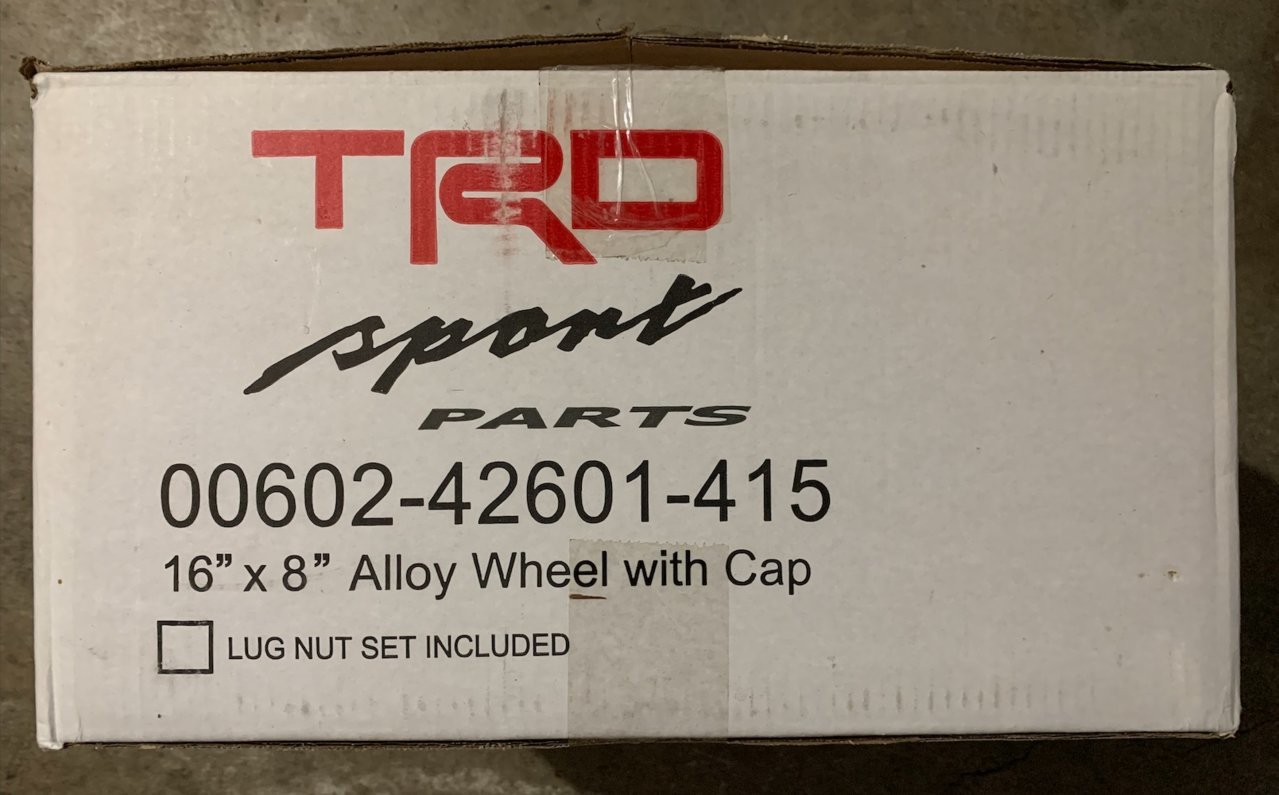 TRD
sport
PARTS
00602-42601-415
16” x 8” Alloy Wheel with Cap
LUG NUT SET INCLUDED